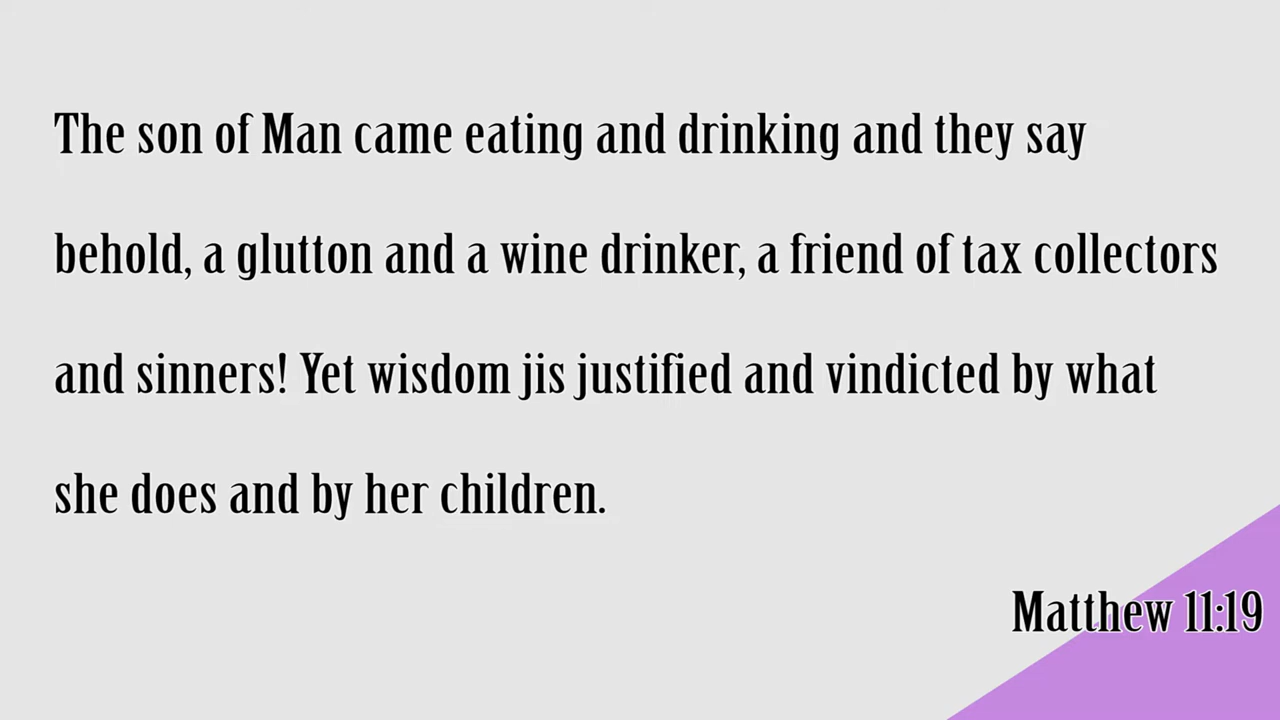 The son of Man came eating and drinking and they say
behold, a glutton and a wine drinker, a friend of tax collectors
and sinners! Yet wisdom jis justified and vindicted by what
she does and by her children.
Matthew 11:19